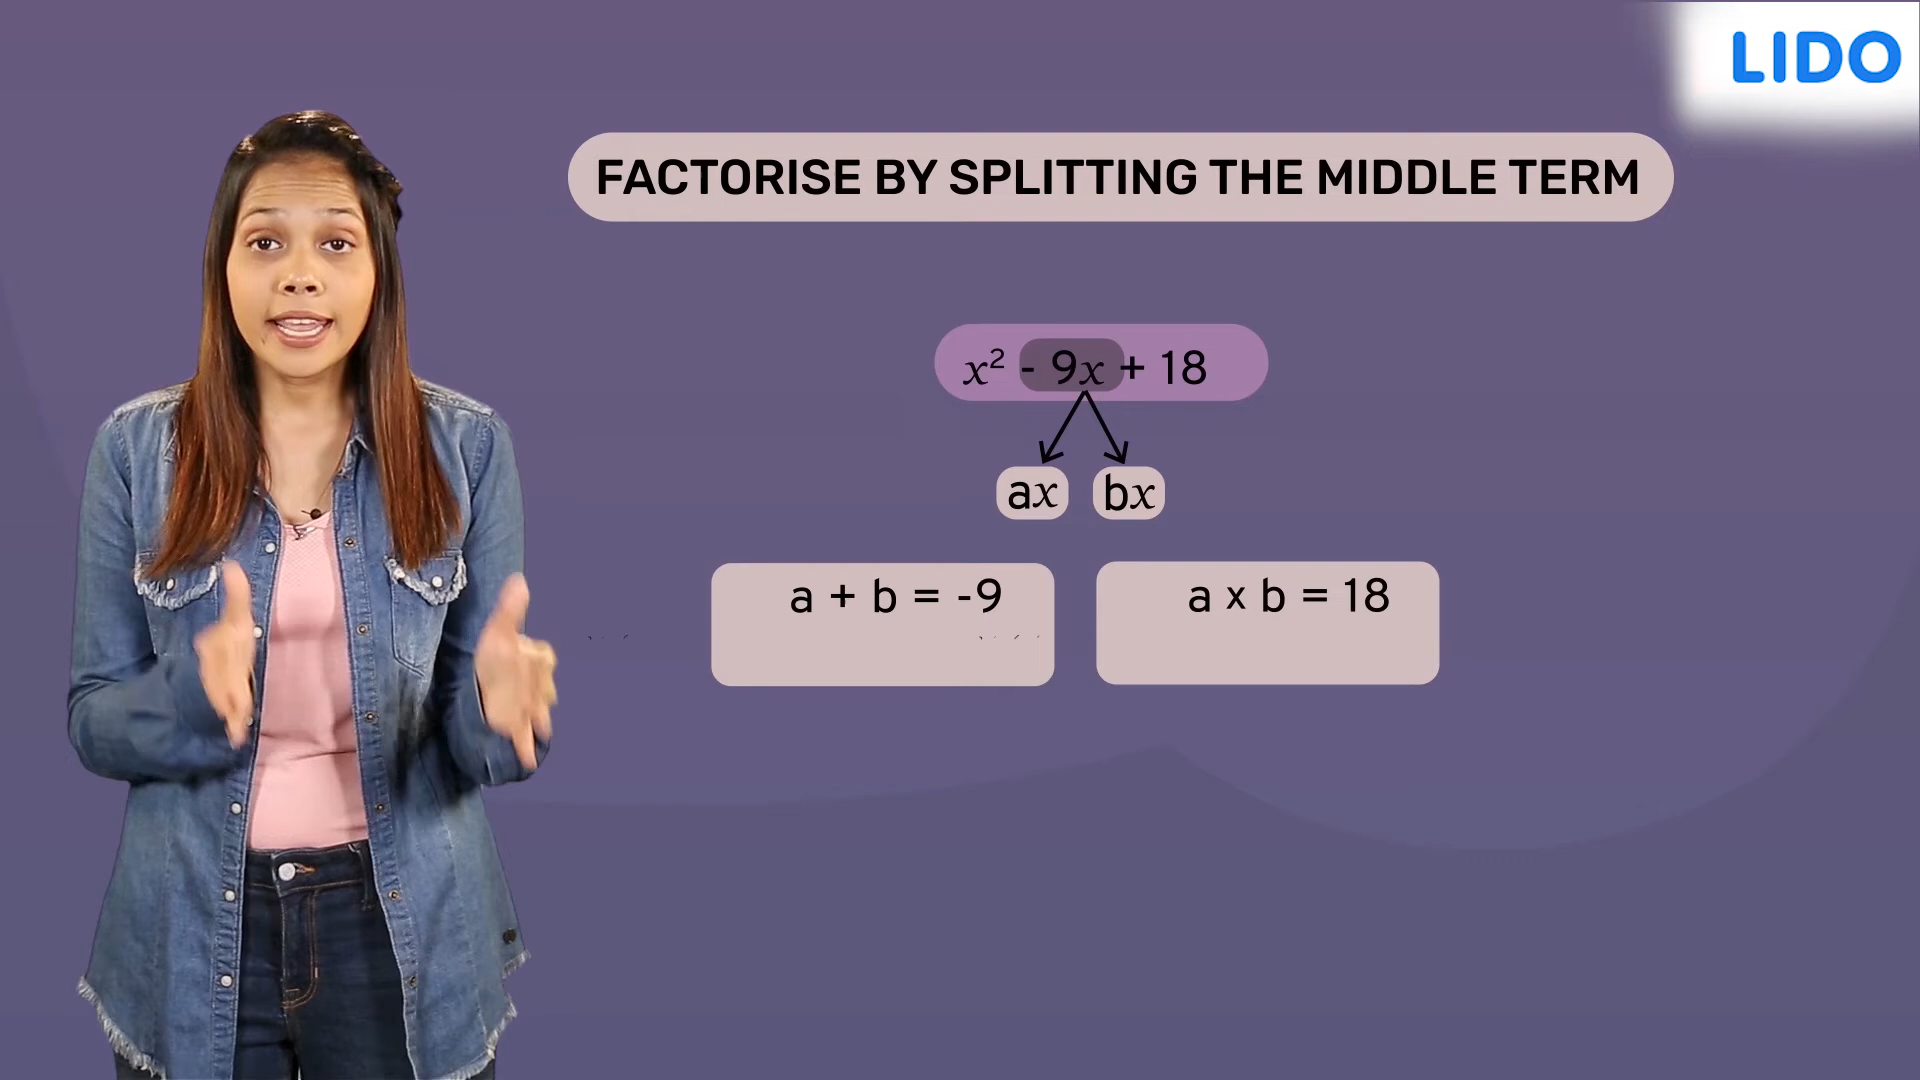 LIDO
FACTORISE BY SPLITTING THE MIDDLE TERM
x² - 9x + 18
ax bx
a + b = -9
a x b = 18